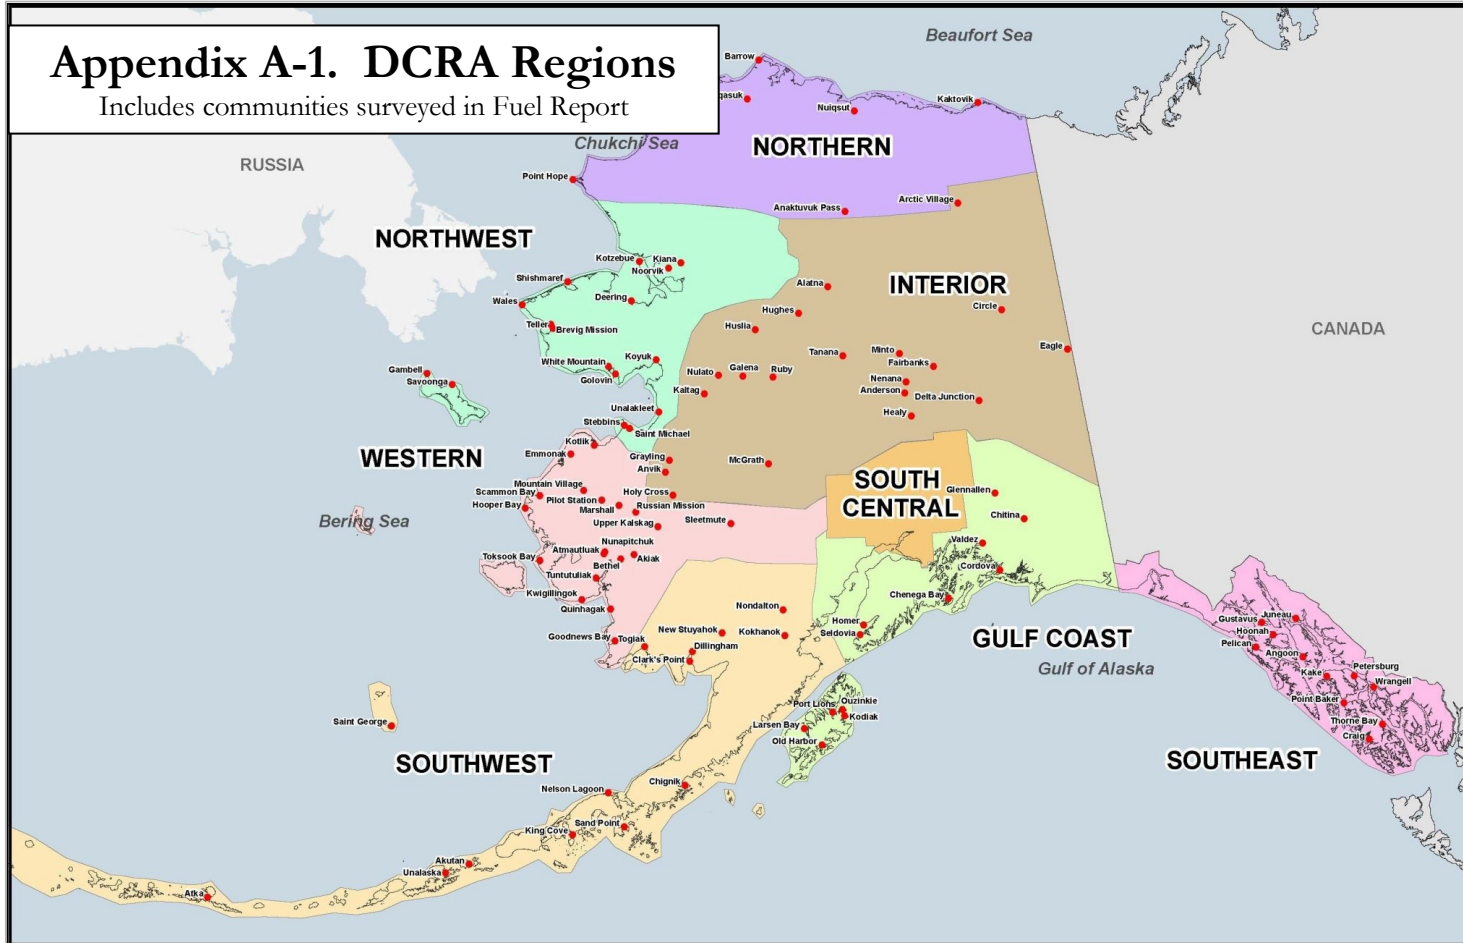 Appendix A-1. DCRA Regions
Includes communities surveyed in Fuel Report
Beaufort Sea
Barrow
qasuk
Nuiqsut
Kaktovik
Chukchi Sea
NORTHERN
RUSSIA
Point Hope
Anaktuvuk Pass
Arctic Village
NORTHWEST
Kotzebue
Kiana
Noorvik
Shishmaref
Deering
Wales
Teller
Brevig Mission
White Mountain
Koyuk
Golovin
Gambell
Savoonga
Unalakleet
Stebbins
Saint Michael
INTERIOR
Alatna
Circle
Hughes
Huslia
Tanana
Minto
Fairbanks
Eagle
CANADA
Nulato
Galena
Ruby
Nenana
Kaltag
Anderson
Delta Junction
Healy
McGrath
Grayling
Anvik
Holy Cross
WESTERN
Kotlik
Emmonak
Mountain Village
Scammon Bay
Pilot Station
Hooper Bay
Marshall
Russian Mission
Upper Kalskag
Sleetmute
Bering Sea
Nunapitchuk
Atmautluak
Toksook Bay
Akiak
Bethel
Tuntutuliak
Kwigillingok
Quinhagak
Goodnews Bay
Togiak
SOUTH
CENTRAL
Glennallen
Chitina
Valdez
Cordova
Chenega Bay
Homer
Seldovia
GULF COAST
Gulf of Alaska
Nondalton
New Stuyahok
Kokhanok
Dillingham
Clark's Point
Port Lions
Ouzinkie
Kodiak
Larsen Bay
Old Harbor
Saint George
SOUTHWEST
Chignik
Nelson Lagoon
Sand Point
King Cove
Akutan
Unalaska
Atka
Juneau
Gustavus
Hoonah
Pelican
Angoon
Petersburg
Kake
Wrangell
Point Baker
Thorne Bay
Craig
SOUTHEAST